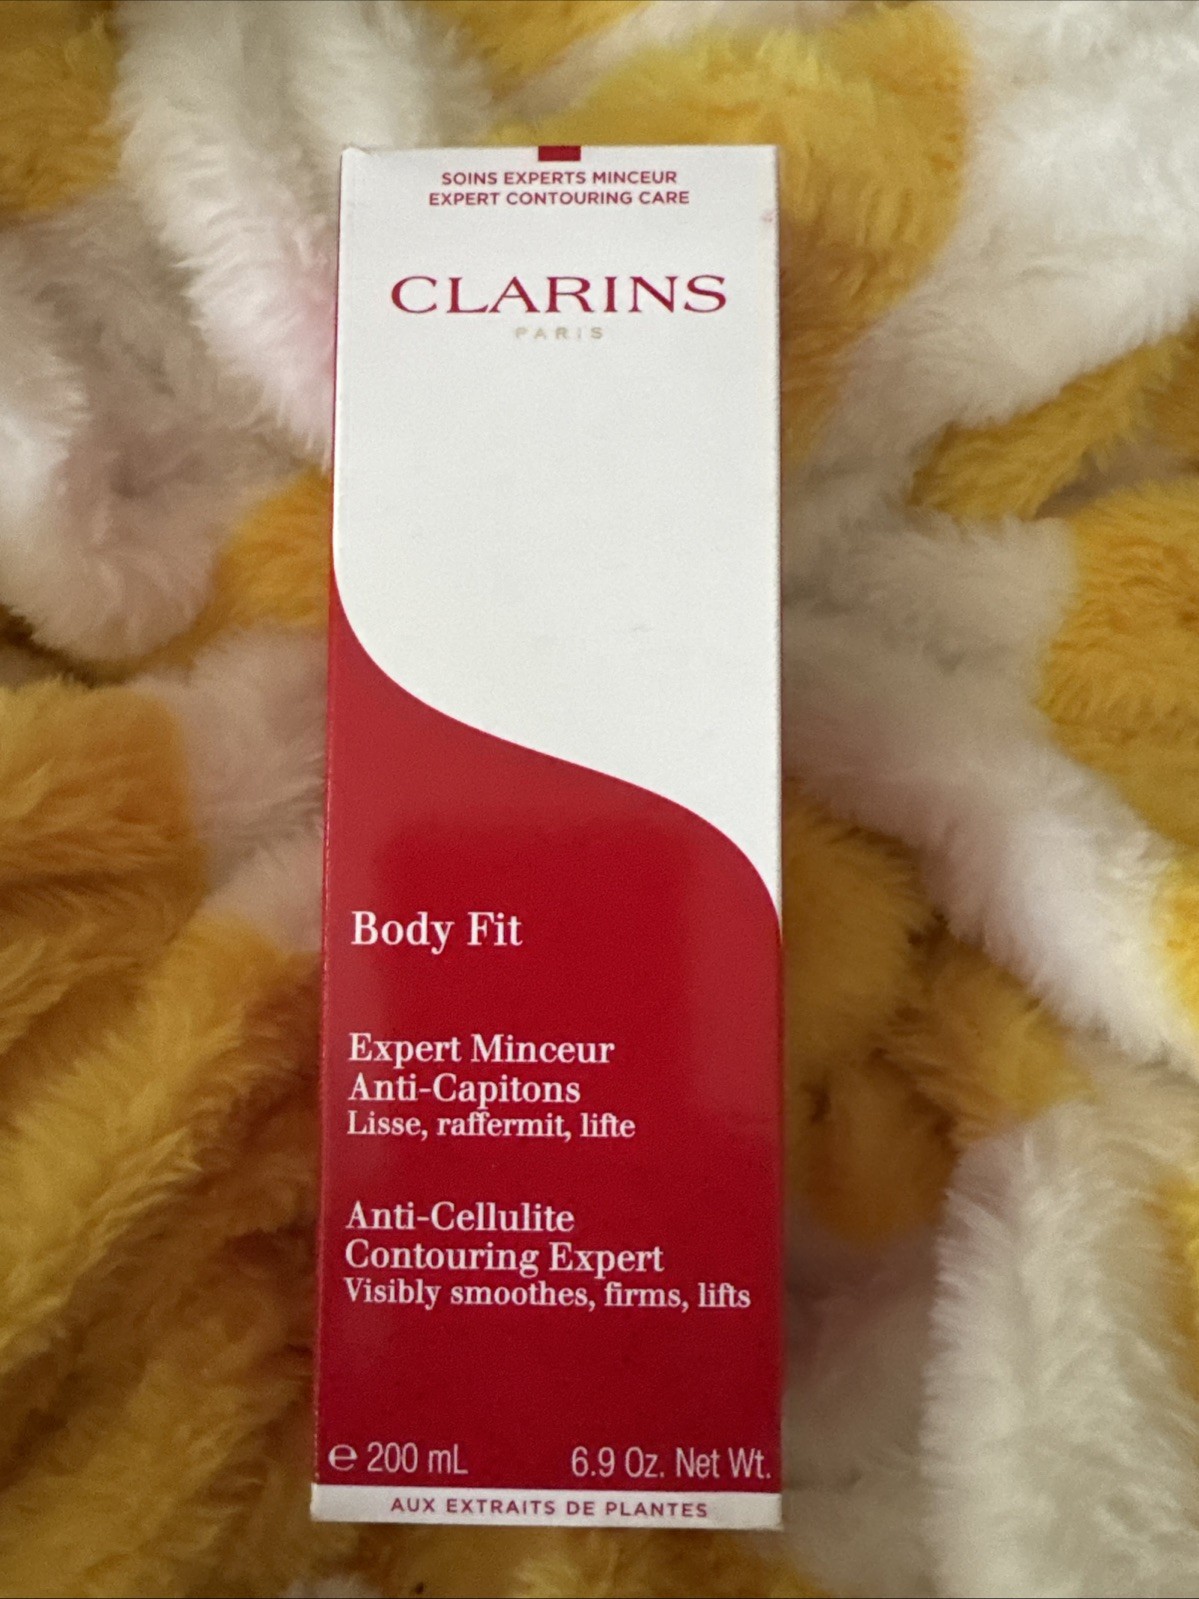 SOINS EXPERTS MINCEUR
EXPERT CONTOURING CARE
CLARINS
PARIS
Body Fit
Expert Minceur
Anti-Capitons
Lisse, raffermit, lifte
Anti-Cellulite
Contouring Expert
Visibly smoothes, firms, lifts
℮ 200 mL 6.9 Oz. Net Wt.
AUX EXTRAITS DE PLANTES